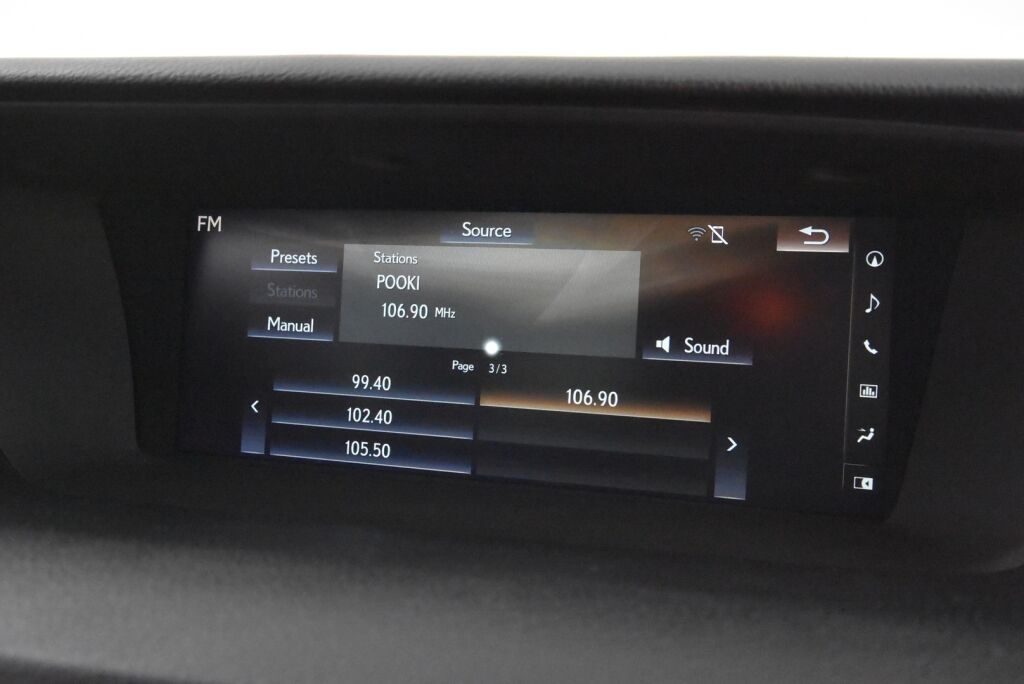 FM
Source
Presets
Stations
Manual
Stations
POOKI
106.90 MHz
Sound
Page 3/3
99.40
102.40
105.50
106.90